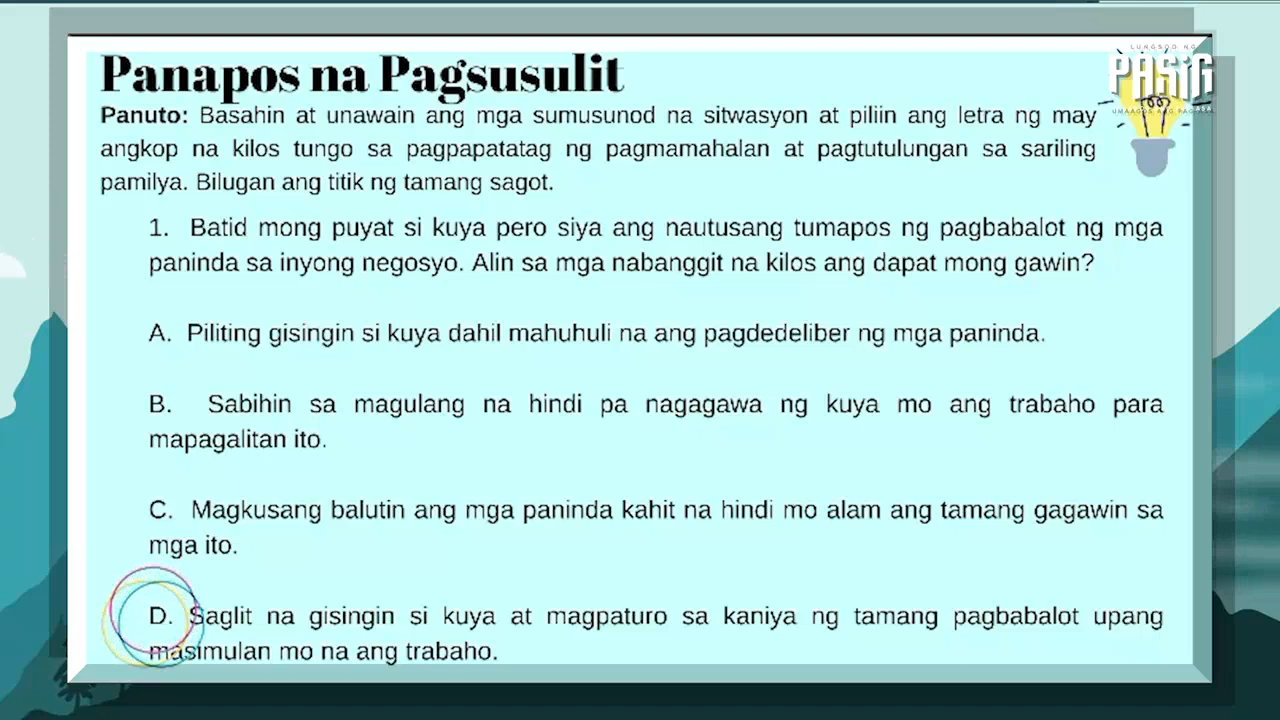 LUNGSOD NG
PASIG
UMAAGOS ANG PAG-ASA
Panapos na Pagsusulit
Panuto: Basahin at unawain ang mga sumusunod na sitwasyon at piliin ang letra ng may
angkop na kilos tungo sa pagpapatatag ng pagmamahalan at pagtutulungan sa sariling
pamilya. Bilugan ang titik ng tamang sagot.
1. Batid mong puyat si kuya pero siya ang nautusang tumapos ng pagbabalot ng mga
paninda sa inyong negosyo. Alin sa mga nabanggit na kilos ang dapat mong gawin?
A. Piliting gisingin si kuya dahil mahuhuli na ang pagdedeliber ng mga paninda.
B. Sabihin sa magulang na hindi pa nagagawa ng kuya mo ang trabaho para
mapagalitan ito.
C. Magkusang balutin ang mga paninda kahit na hindi mo alam ang tamang gagawin sa
mga ito.
D. Saglit na gisingin si kuya at magpaturo sa kaniya ng tamang pagbabalot upang
masimulan mo na ang trabaho.